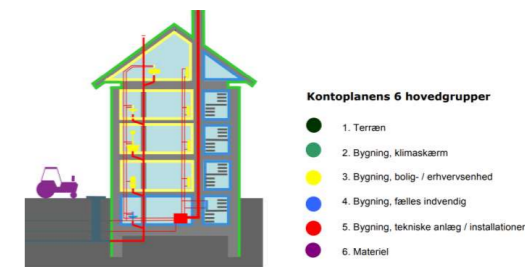 Kontoplanens 6 hovedgrupper
1. Terræn
2. Bygning, klimaskærm
3. Bygning, bolig- / erhvervsenhed
4. Bygning, fælles indvendig
5. Bygning, tekniske anlæg / installationer
6. Materiel